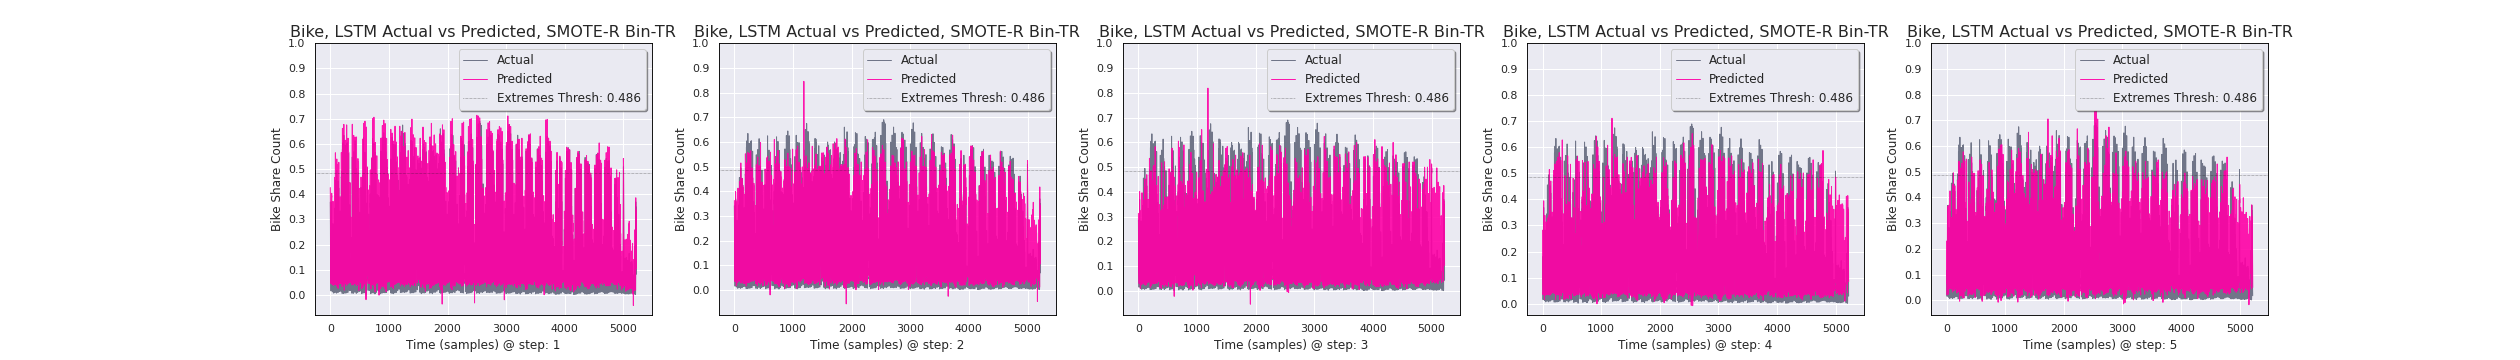 Bike, LSTM Actual vs Predicted, SMOTE-R Bin-TR
1.0
0.9
0.8
0.7
0.6
0.5
0.4
0.3
0.2
0.1
0.0
Bike Share Count
Actual
Predicted
Extremes Thresh: 0.486
0 1000 2000 3000 4000 5000
Time (samples) @ step: 1
Bike, LSTM Actual vs Predicted, SMOTE-R Bin-TR
1.0
0.9
0.8
0.7
0.6
0.5
0.4
0.3
0.2
0.1
0.0
Bike Share Count
Actual
Predicted
Extremes Thresh: 0.486
0 1000 2000 3000 4000 5000
Time (samples) @ step: 2
Bike, LSTM Actual vs Predicted, SMOTE-R Bin-TR
1.0
0.9
0.8
0.7
0.6
0.5
0.4
0.3
0.2
0.1
0.0
Bike Share Count
Actual
Predicted
Extremes Thresh: 0.486
0 1000 2000 3000 4000 5000
Time (samples) @ step: 3
Bike, LSTM Actual vs Predicted, SMOTE-R Bin-TR
1.0
0.9
0.8
0.7
0.6
0.5
0.4
0.3
0.2
0.1
0.0
Bike Share Count
Actual
Predicted
Extremes Thresh: 0.486
0 1000 2000 3000 4000 5000
Time (samples) @ step: 4
Bike, LSTM Actual vs Predicted, SMOTE-R Bin-TR
1.0
0.9
0.8
0.7
0.6
0.5
0.4
0.3
0.2
0.1
0.0
Bike Share Count
Actual
Predicted
Extremes Thresh: 0.486
0 1000 2000 3000 4000 5000
Time (samples) @ step: 5